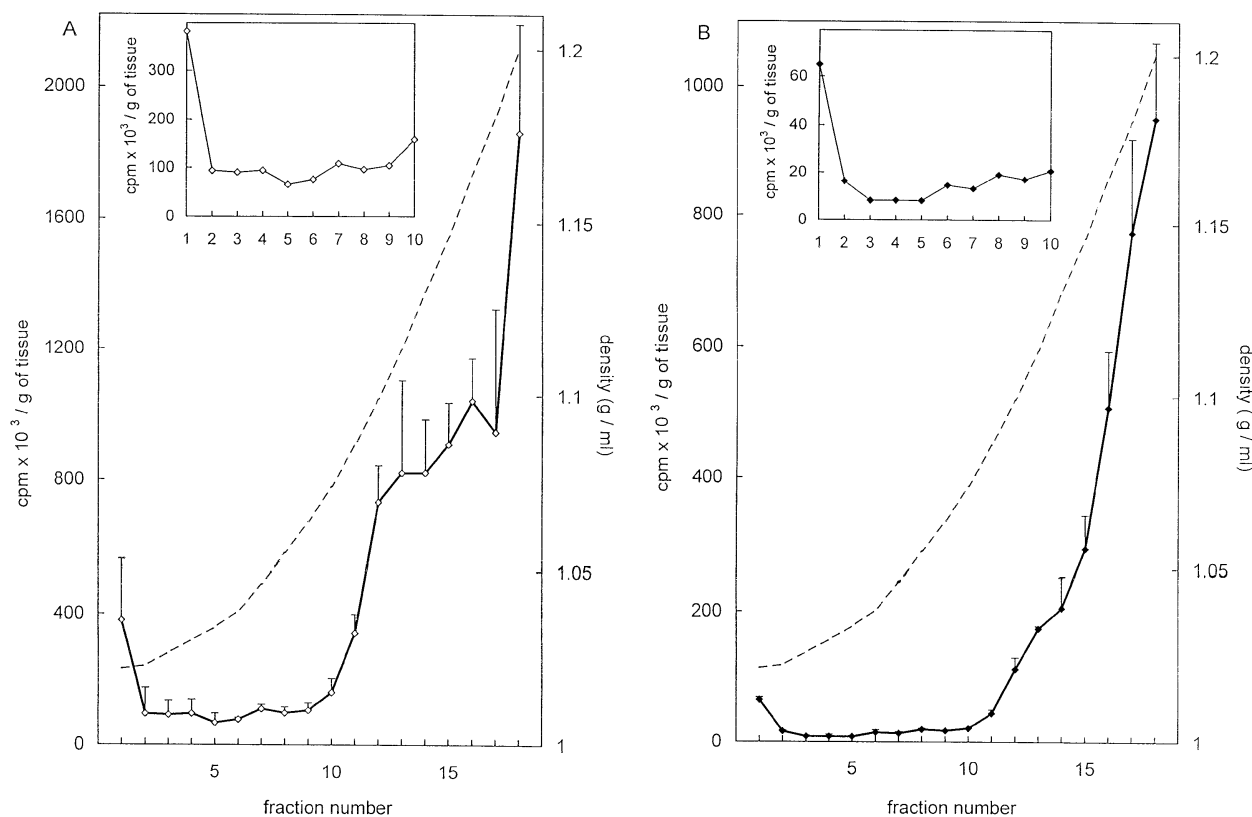 A
cpm x 10³ / g of tissue
300
200
100
0
1 2 3 4 5 6 7 8 9 10
cpm x 10³ / g of tissue
2000
1600
1200
800
400
0
5 10 15
fraction number
1.2
1.15
1.1
1.05
1
density (g / ml)
B
cpm x 10³ / g of tissue
60
40
20
0
1 2 3 4 5 6 7 8 9 10
cpm x 10³ / g of tissue
1000
800
600
400
200
0
5 10 15
fraction number
1.2
1.15
1.1
1.05
1
density (g / ml)